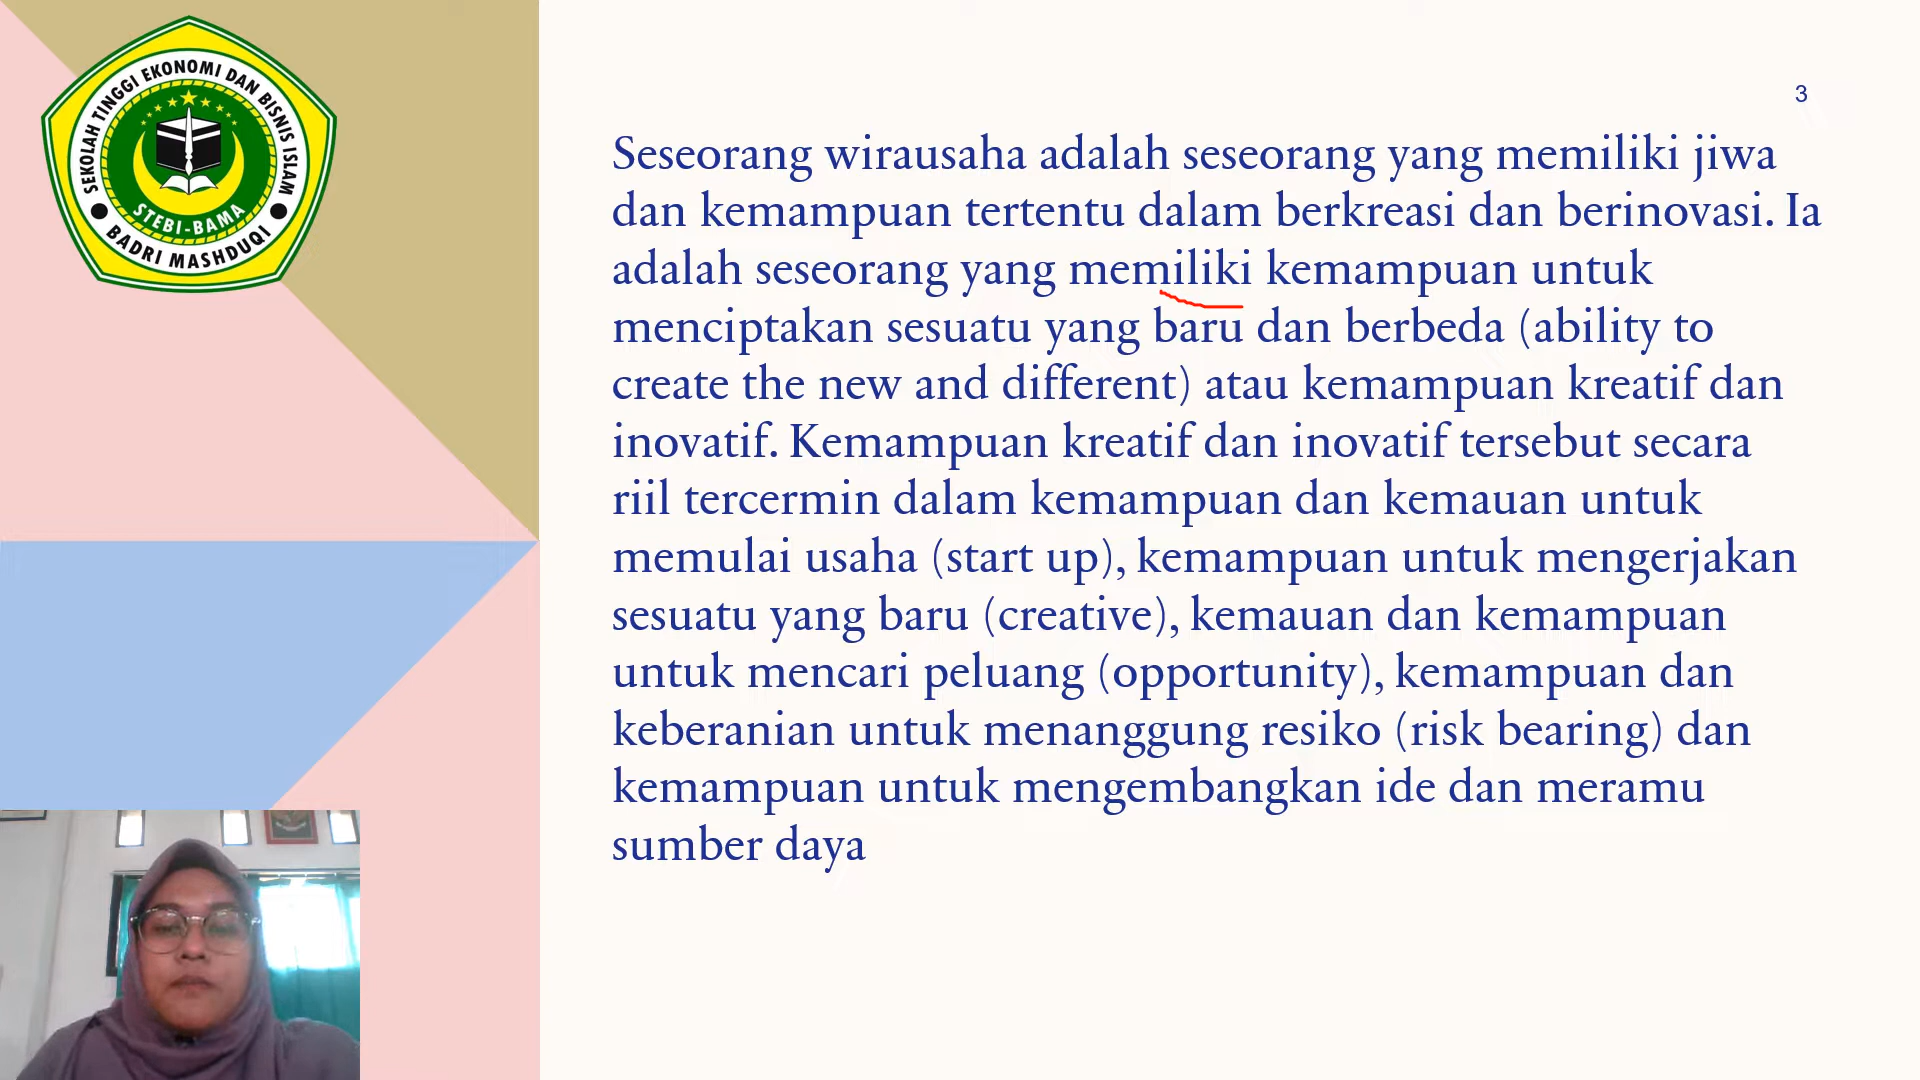 SEKOLAH TINGGI EKONOMI DAN BISNIS ISLAM
STEBI-BAMA
BADRI MASHDUQI
3
Seseorang wirausaha adalah seseorang yang memiliki jiwa
dan kemampuan tertentu dalam berkreasi dan berinovasi. Ia
adalah seseorang yang memiliki kemampuan untuk
menciptakan sesuatu yang baru dan berbeda (ability to
create the new and different) atau kemampuan kreatif dan
inovatif. Kemampuan kreatif dan inovatif tersebut secara
riil tercermin dalam kemampuan dan kemauan untuk
memulai usaha (start up), kemampuan untuk mengerjakan
sesuatu yang baru (creative), kemauan dan kemampuan
untuk mencari peluang (opportunity), kemampuan dan
keberanian untuk menanggung resiko (risk bearing) dan
kemampuan untuk mengembangkan ide dan meramu
sumber daya